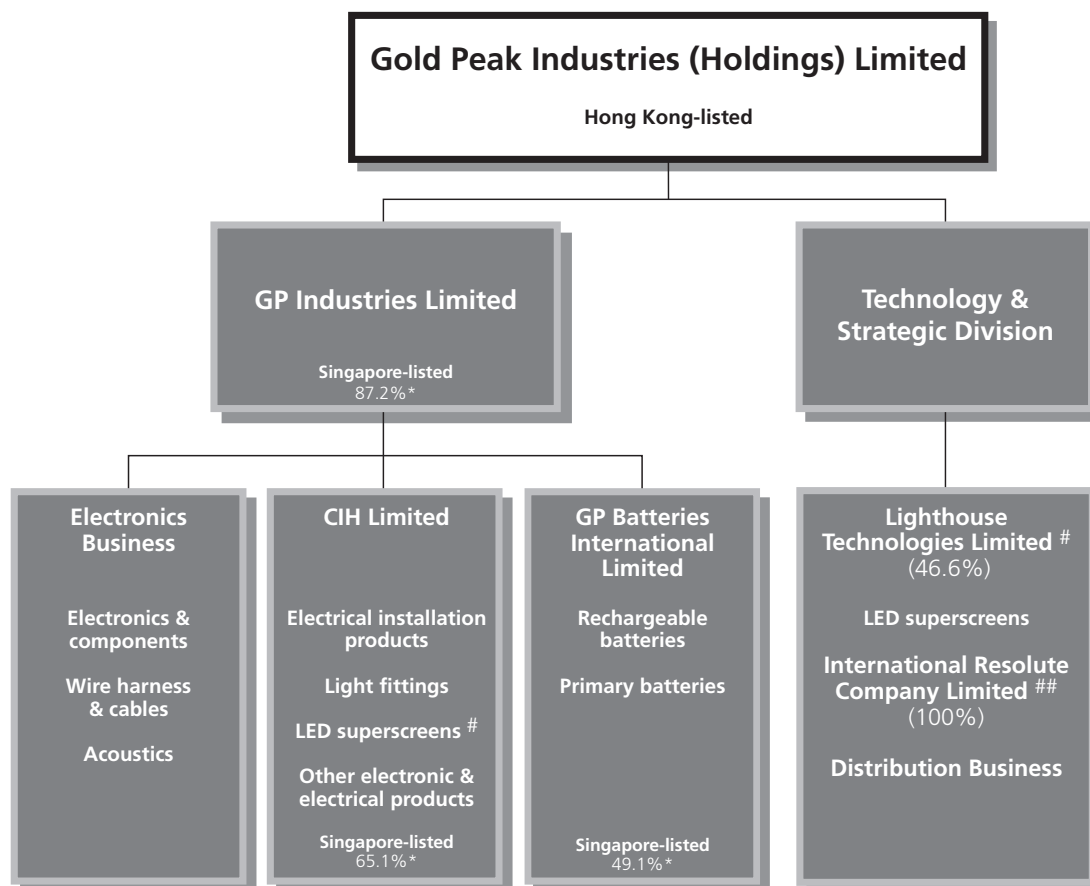 Gold Peak Industries (Holdings) Limited
Hong Kong-listed
GP Industries Limited
Singapore-listed
87.2%*
Technology &
Strategic Division
Electronics
Business
Electronics &
components
Wire harness
& cables
Acoustics
CIH Limited
Electrical installation
products
Light fittings
LED superscreens #
Other electronic &
electrical products
Singapore-listed
65.1%*
GP Batteries
International
Limited
Rechargeable
batteries
Primary batteries
Singapore-listed
49.1%*
Lighthouse
Technologies Limited #
(46.6%)
LED superscreens
International Resolute
Company Limited ##
(100%)
Distribution Business